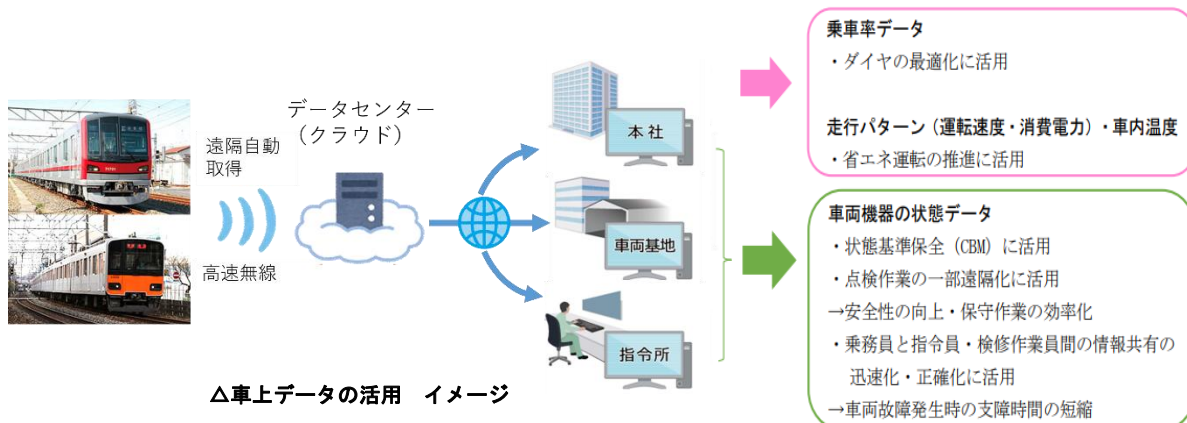 遠隔自動
取得
高速無線
データセンター
（クラウド）
本社
車両基地
指令所
乗車率データ
・ダイヤの最適化に活用
走行パターン（運転速度・消費電力）・車内温度
・省エネ運転の推進に活用
車両機器の状態データ
・状態基準保全（CBM）に活用
・点検作業の一部遠隔化に活用
→安全性の向上・保守作業の効率化
・乗務員と指令員・検修作業員間の情報共有の
迅速化・正確化に活用
→車両故障発生時の支障時間の短縮
△車上データの活用　イメージ